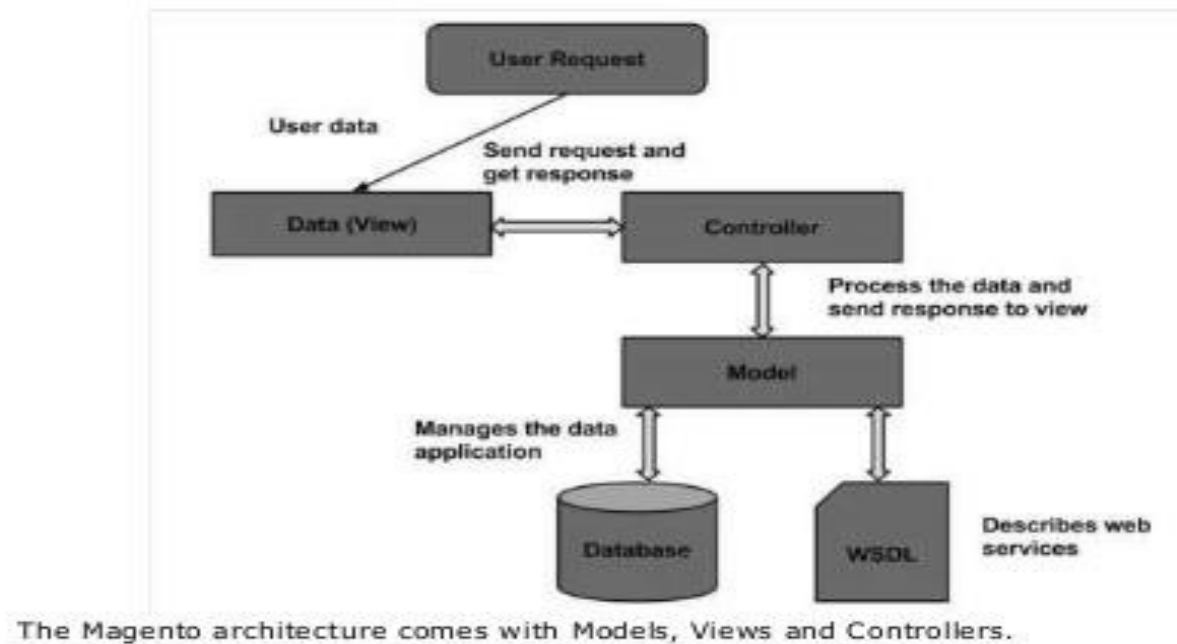 User Request
User data
Send request and
get response
Data (View)
Controller
Process the data and
send response to view
Model
Manages the data
application
Database
WSDL
Describes web
services
The Magento architecture comes with Models, Views and Controllers.